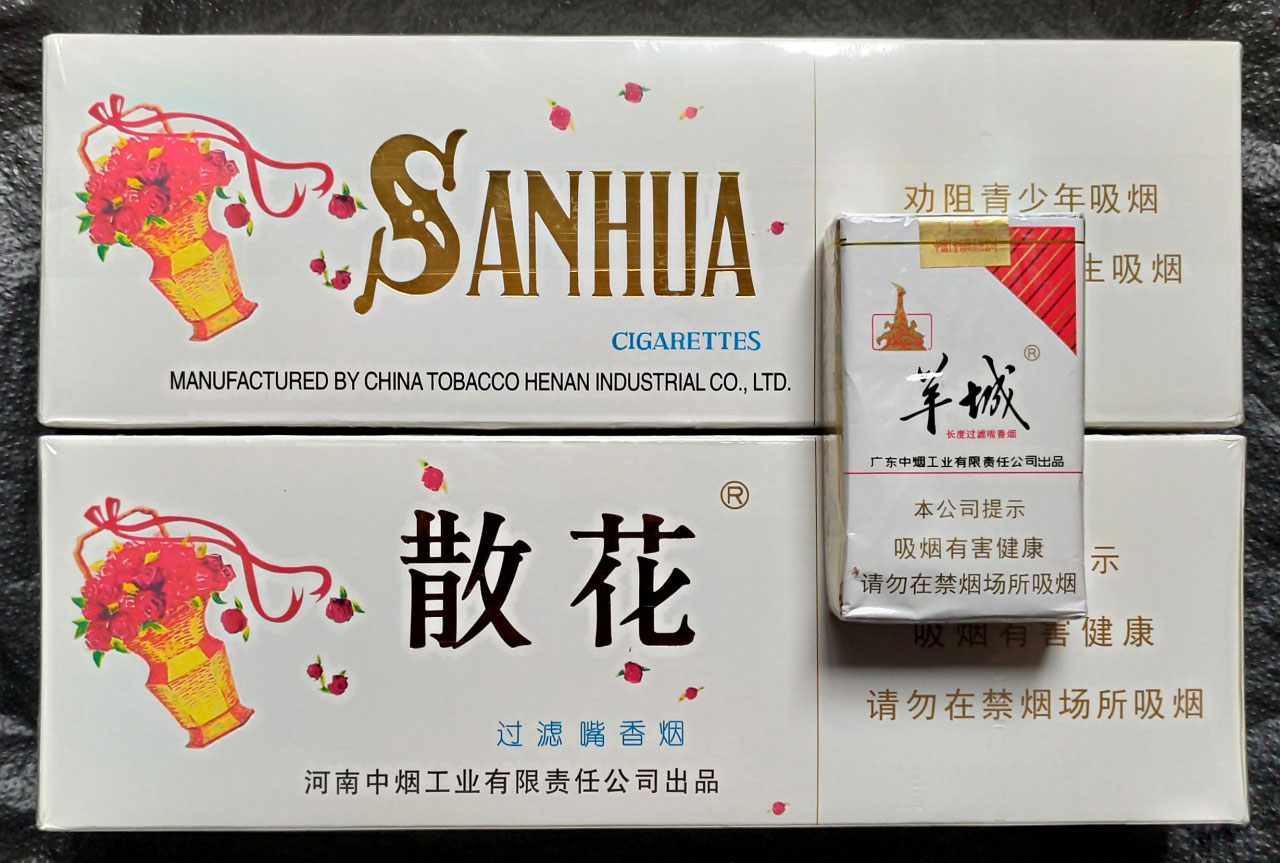 SANHUA
CIGARETTES
MANUFACTURED BY CHINA TOBACCO HENAN INDUSTRIAL CO., LTD.
劝阻青少年吸烟
生吸烟
羊城
®
长度过滤嘴香烟
广东中烟工业有限责任公司出品
本公司提示
吸烟有害健康
请勿在禁烟场所吸烟
散花
®
过滤嘴香烟
河南中烟工业有限责任公司出品
示
吸烟有害健康
请勿在禁烟场所吸烟